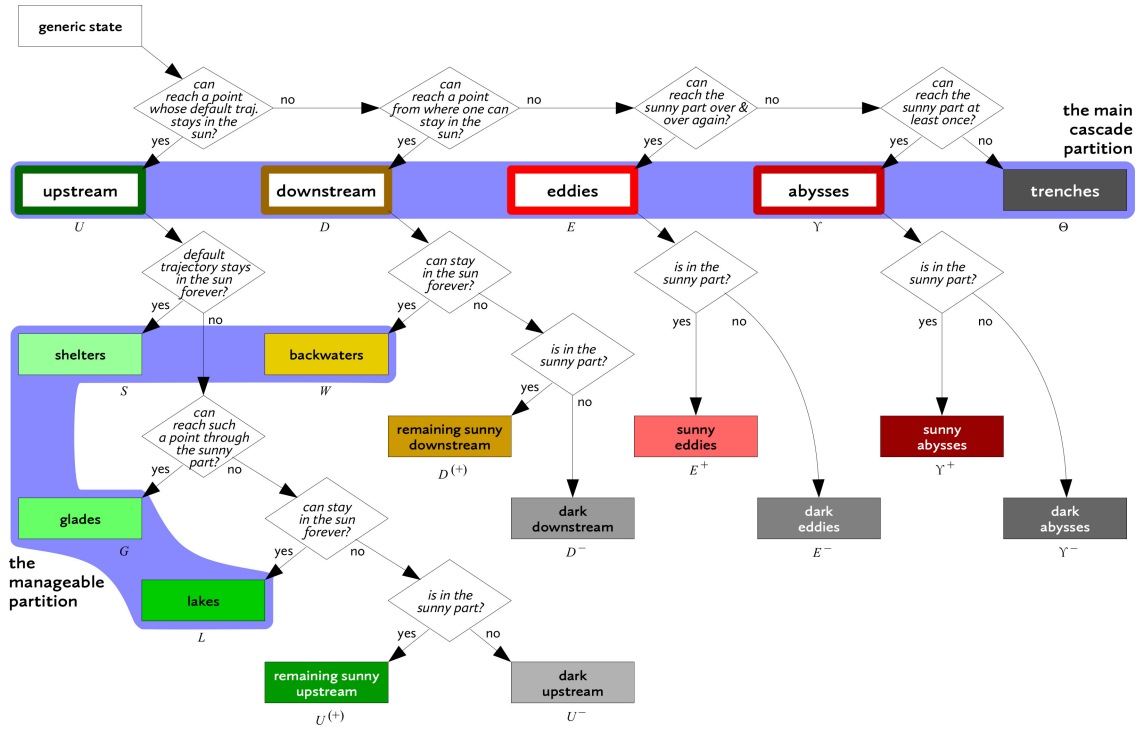 generic state
can
reach a point
whose default traj.
stays in the
sun?
no
can
reach a point
from where one can
stay in the
sun?
no
can
reach the
sunny part over &
over again?
no
can
reach the
sunny part at
least once?
the main
cascade
partition
yes
yes
yes
yes
no
upstream
downstream
eddies
abysses
trenches
U
D
E
ϒ
Θ
default
trajectory stays
in the sun
forever?
can stay
in the sun
forever?
is in the
sunny part?
is in the
sunny part?
yes
no
yes
no
yes
no
yes
no
shelters
backwaters
is in the
sunny part?
S
W
yes
no
can
reach such
a point through
the sunny
part?
remaining sunny
downstream
sunny
eddies
sunny
abysses
D(+)
E+
ϒ+
yes
no
glades
can stay
in the sun
forever?
dark
downstream
dark
eddies
dark
abysses
G
D−
E−
ϒ−
yes
no
the
manageable
partition
lakes
is in the
sunny part?
L
yes
no
remaining sunny
upstream
dark
upstream
U(+)
U−